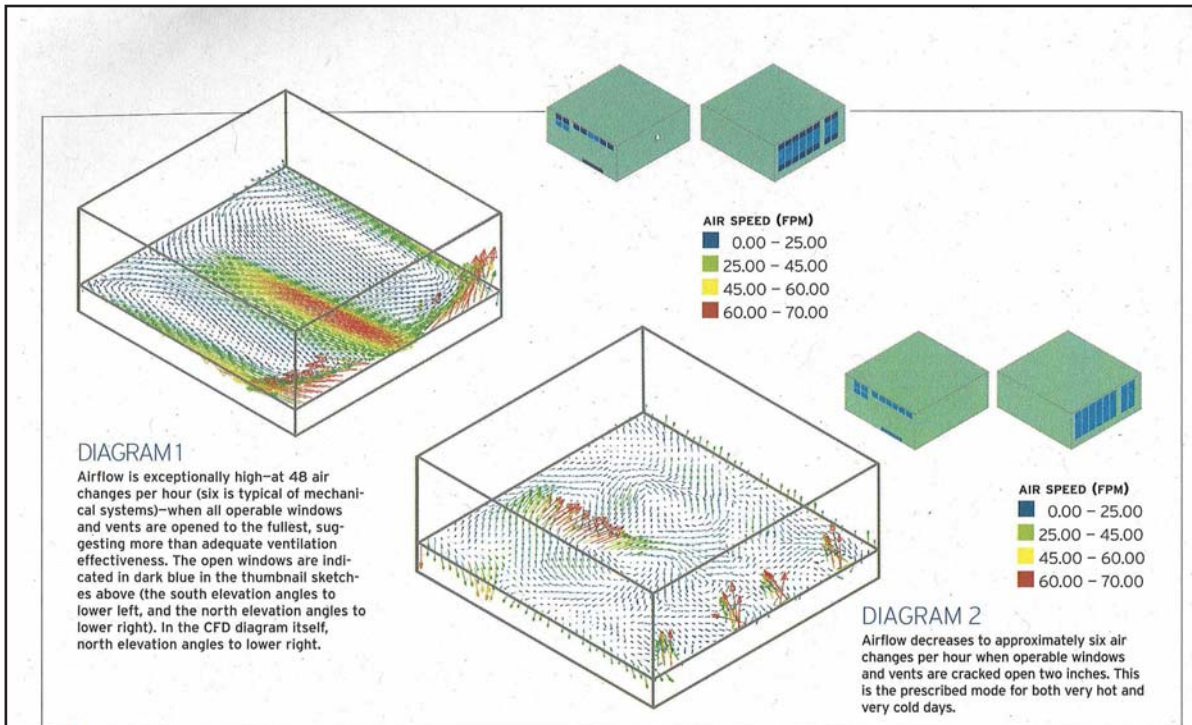 AIR SPEED (FPM)
0.00 – 25.00
25.00 – 45.00
45.00 – 60.00
60.00 – 70.00
DIAGRAM 1
Airflow is exceptionally high—at 48 air
changes per hour (six is typical of mechani-
cal systems)—when all operable windows
and vents are opened to the fullest, sug-
gesting more than adequate ventilation
effectiveness. The open windows are indi-
cated in dark blue in the thumbnail sketch-
es above (the south elevation angles to
lower left, and the north elevation angles to
lower right). In the CFD diagram itself,
north elevation angles to lower right.
AIR SPEED (FPM)
0.00 – 25.00
25.00 – 45.00
45.00 – 60.00
60.00 – 70.00
DIAGRAM 2
Airflow decreases to approximately six air
changes per hour when operable windows
and vents are cracked open two inches. This
is the prescribed mode for both very hot and
very cold days.